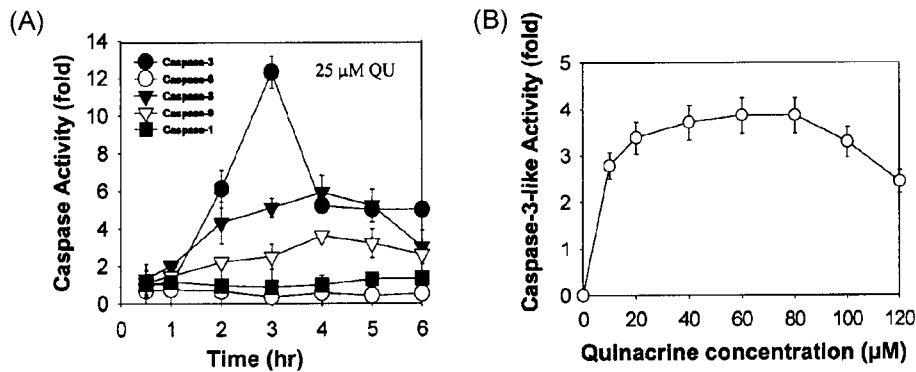 (A)
Caspase Activity (fold)
14
12
10
8
6
4
2
0
Caspase-3
Caspase-8
Caspase-9
Caspase-1
25 µM QU
0
1
2
3
4
5
6
Time (hr)
(B)
Caspase-3-like Activity (fold)
5
4
3
2
1
0
0
20
40
60
80
100
120
Quinacrine concentration (µM)